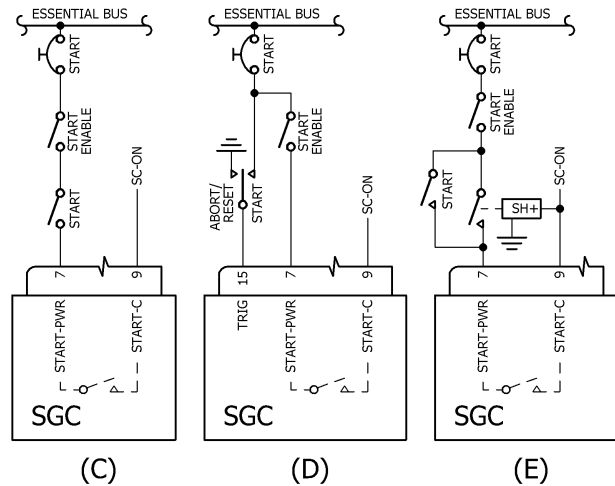 ESSENTIAL BUS
START
START
ENABLE
START
SC-ON
7
9
START-PWR
START-C
SGC
(C)
ESSENTIAL BUS
START
START
ENABLE
ABORT/
RESET
START
SC-ON
15
7
9
TRIG
START-PWR
START-C
SGC
(D)
ESSENTIAL BUS
START
START
ENABLE
START
SH+
SC-ON
7
9
START-PWR
START-C
SGC
(E)